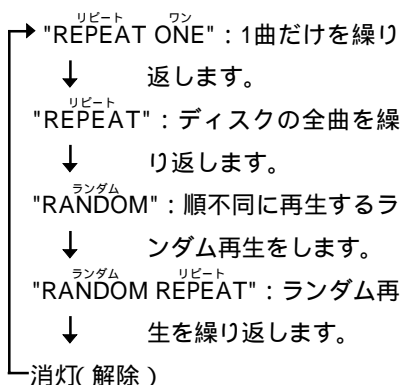 リピート ワン
"REPEAT ONE"：1曲だけを繰り
返します。
リピート
"REPEAT"：ディスクの全曲を繰
り返します。
ランダム
"RANDOM"：順不同に再生するラ
ンダム再生をします。
ランダム リピート
"RANDOM REPEAT"：ランダム再
生を繰り返します。
消灯(解除)